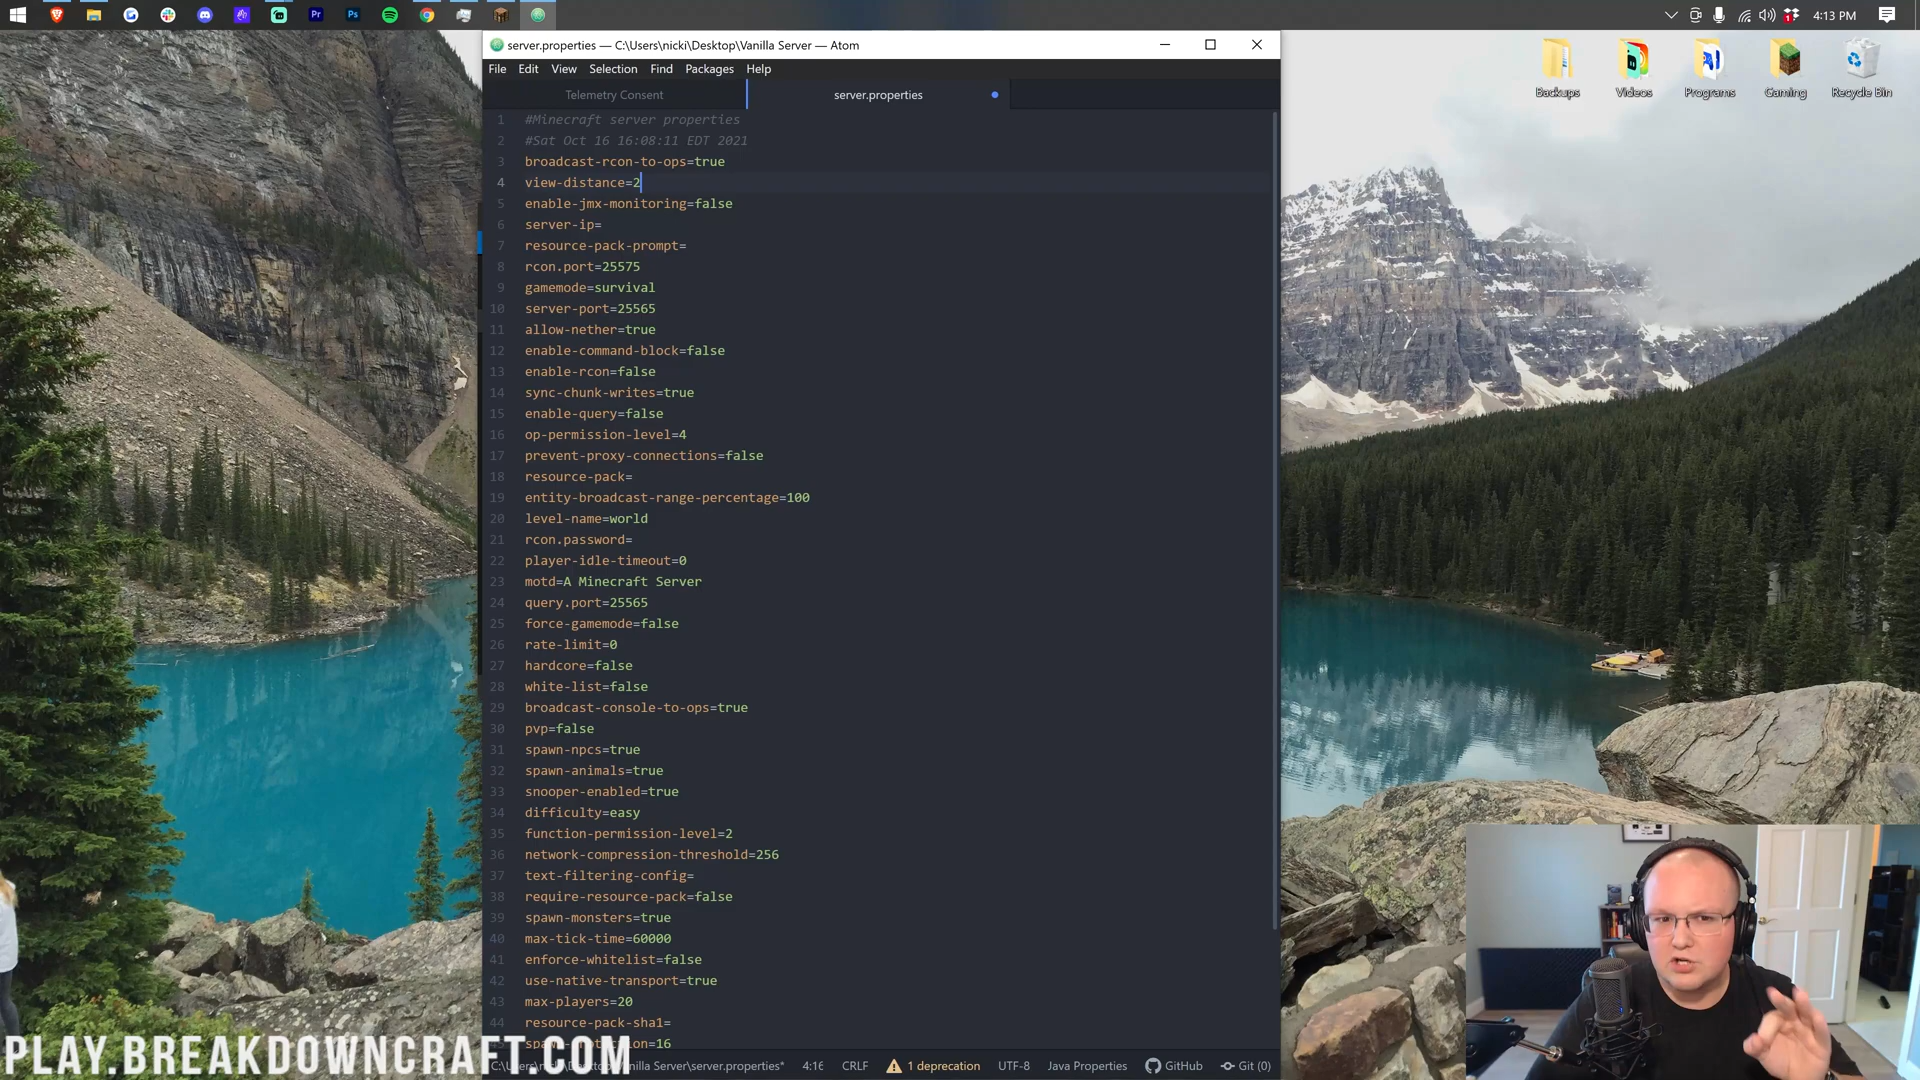 4:13 PM
server.properties — C:\Users\nicki\Desktop\Vanilla Server — Atom
File Edit View Selection Find Packages Help
Backups Videos Programs Gaming Recycle Bin
Telemetry Consent server.properties
1 #Minecraft server properties
2 #Sat Oct 16 16:08:11 EDT 2021
3 broadcast-rcon-to-ops=true
4 view-distance=2
5 enable-jmx-monitoring=false
6 server-ip=
7 resource-pack-prompt=
8 rcon.port=25575
9 gamemode=survival
10 server-port=25565
11 allow-nether=true
12 enable-command-block=false
13 enable-rcon=false
14 sync-chunk-writes=true
15 enable-query=false
16 op-permission-level=4
17 prevent-proxy-connections=false
18 resource-pack=
19 entity-broadcast-range-percentage=100
20 level-name=world
21 rcon.password=
22 player-idle-timeout=0
23 motd=A Minecraft Server
24 query.port=25565
25 force-gamemode=false
26 rate-limit=0
27 hardcore=false
28 white-list=false
29 broadcast-console-to-ops=true
30 pvp=false
31 spawn-npcs=true
32 spawn-animals=true
33 snooper-enabled=true
34 difficulty=easy
35 function-permission-level=2
36 network-compression-threshold=256
37 text-filtering-config=
38 require-resource-pack=false
39 spawn-monsters=true
40 max-tick-time=60000
41 enforce-whitelist=false
42 use-native-transport=true
43 max-players=20
44 resource-pack-sha1=
PLAY.BREAKDOWNCRAFT.COM
Server\server.properties* 4:16 CRLF 1 deprecation UTF-8 Java Properties GitHub Git (0)